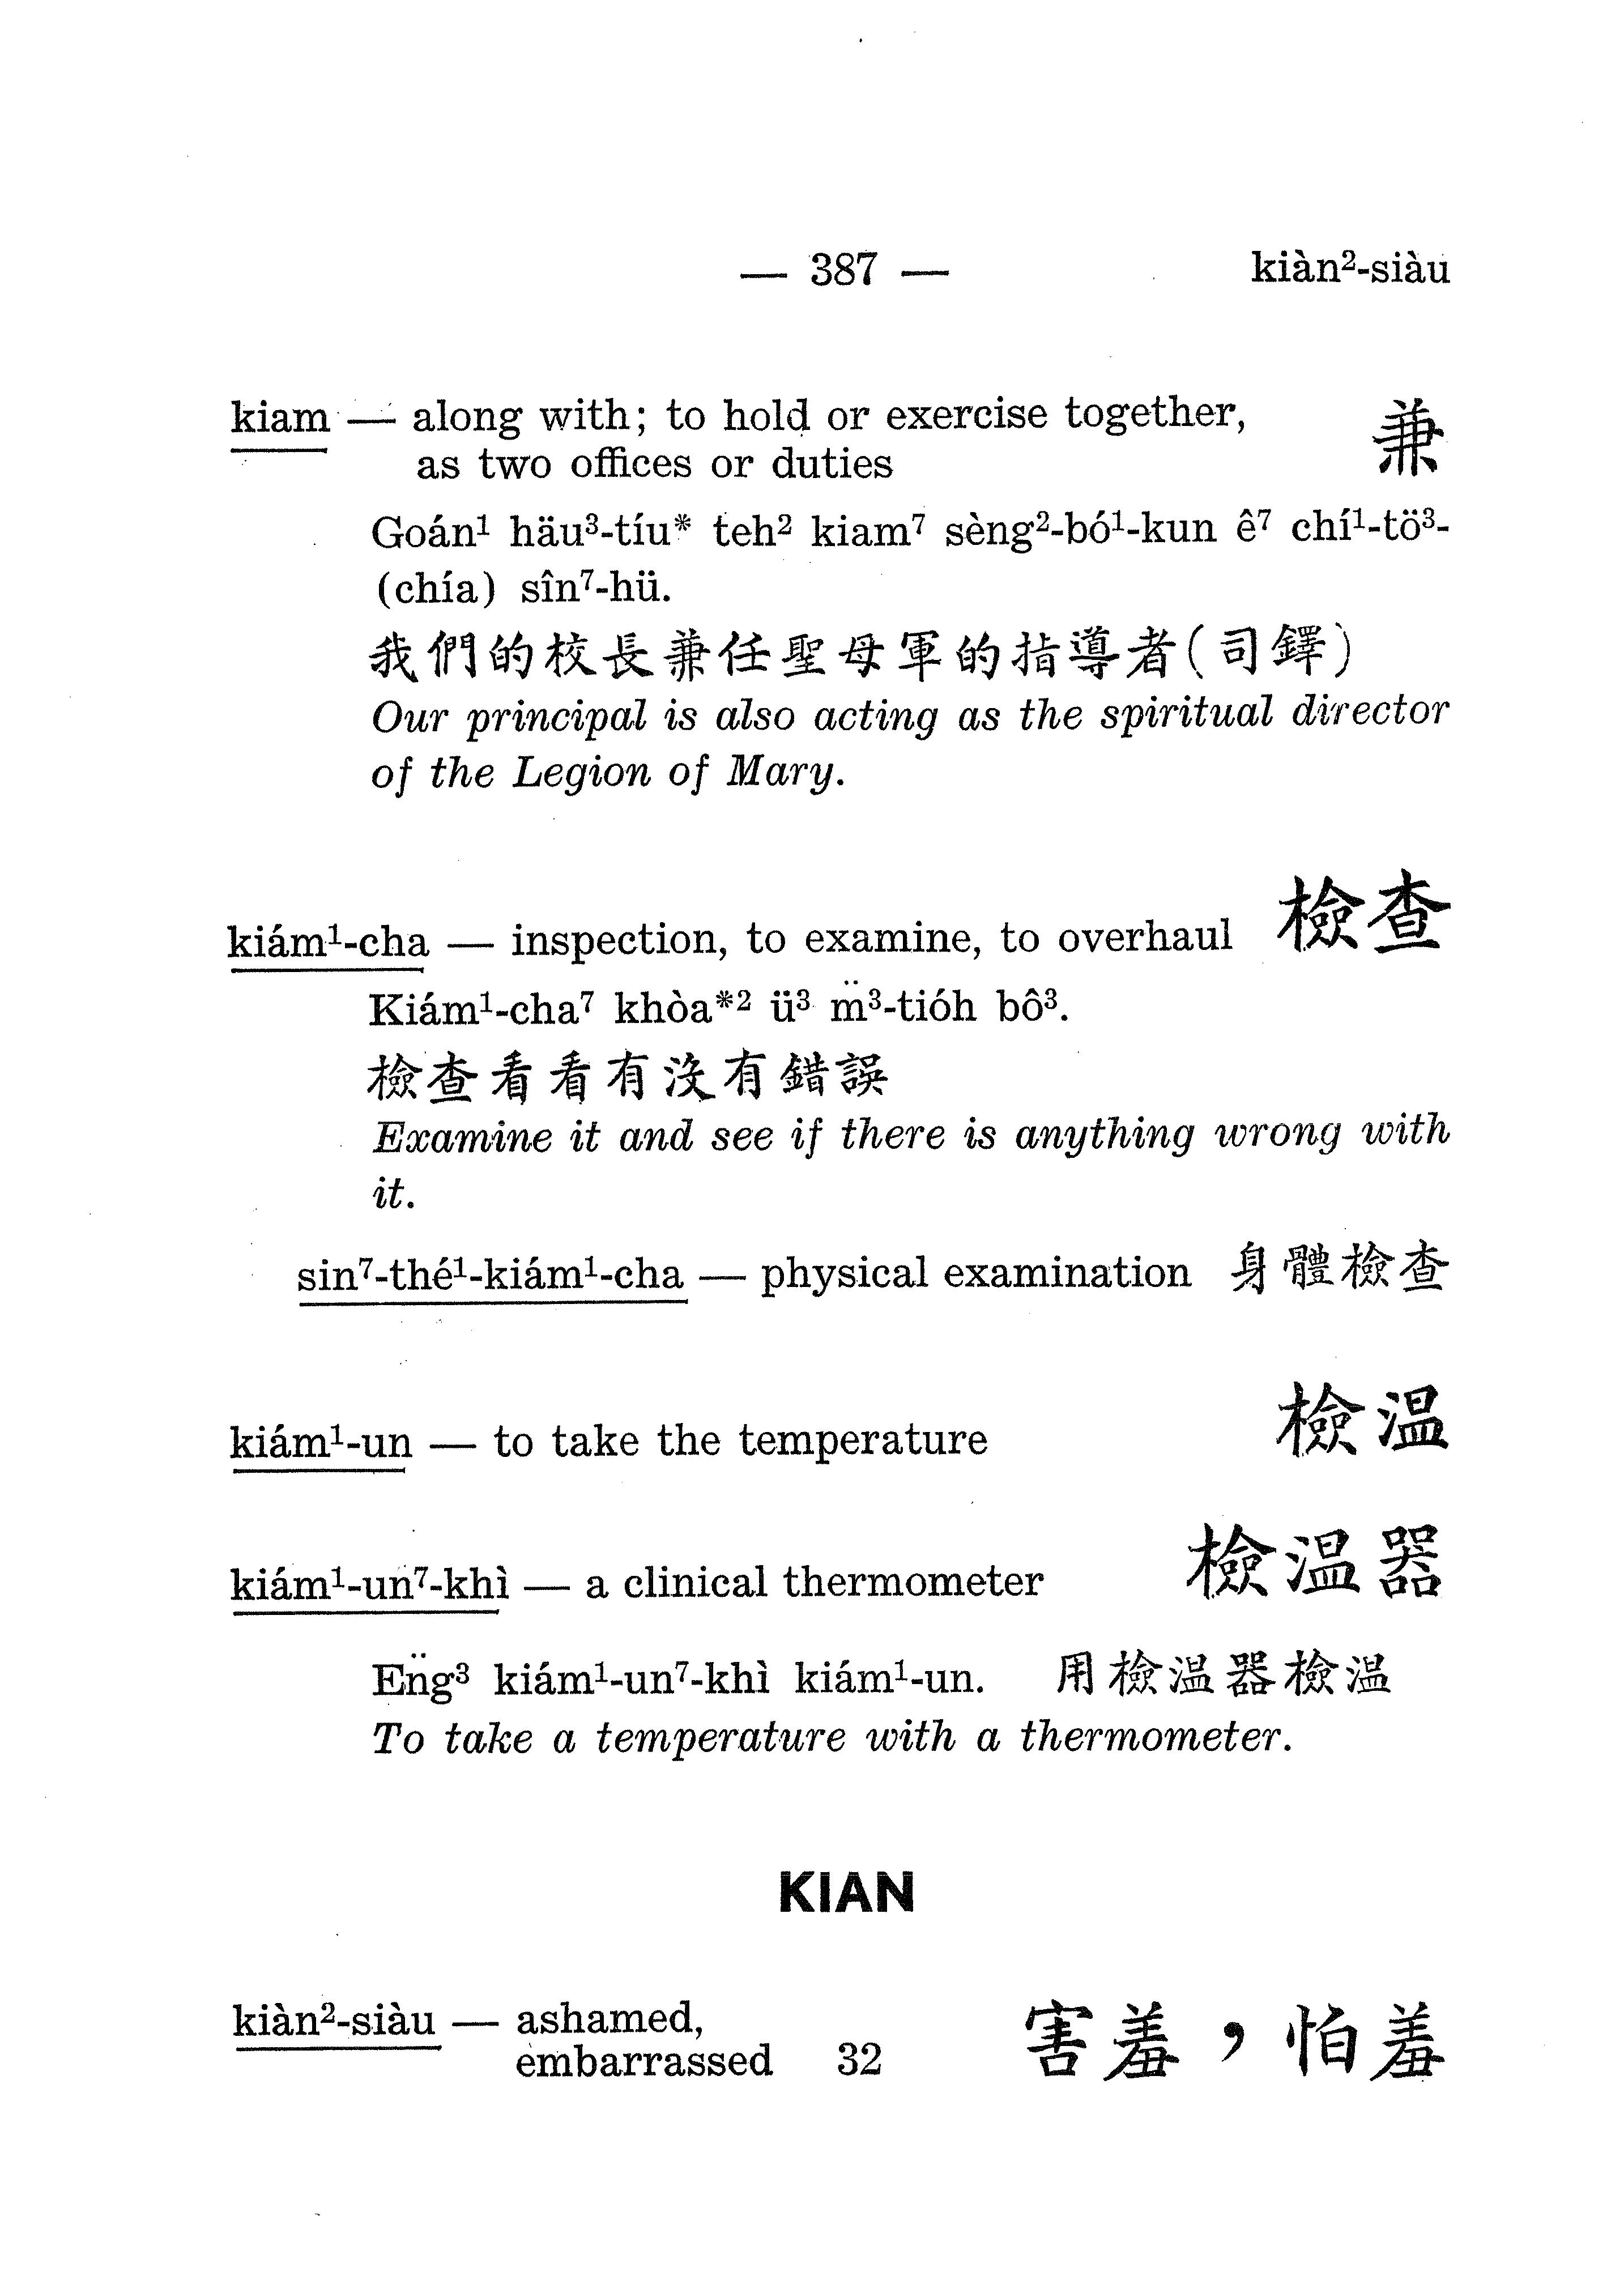 — 387 — kiàn²-siàu
kiam — along with; to hold or exercise together, 兼
as two offices or duties
Goán¹ häu³-tíu* teh² kiam⁷ sèng²-bó¹-kun ê⁷ chí¹-tö³-
(chía) sîn⁷-hü.
我們的校長兼任聖母軍的指導者(司鐸)
Our principal is also acting as the spiritual director
of the Legion of Mary.
kiám¹-cha — inspection, to examine, to overhaul 檢查
Kiám¹-cha⁷ khòa*² ü³ m̈³-tióh bô³.
檢查看看有沒有錯誤
Examine it and see if there is anything wrong with
it.
sin⁷-thé¹-kiám¹-cha — physical examination 身體檢查
kiám¹-un — to take the temperature 檢温
kiám¹-un⁷-khì — a clinical thermometer 檢温器
En̈g³ kiám¹-un⁷-khì kiám¹-un. 用檢温器檢温
To take a temperature with a thermometer.
KIAN
kiàn²-siàu — ashamed, 害羞，怕羞
embarrassed 32